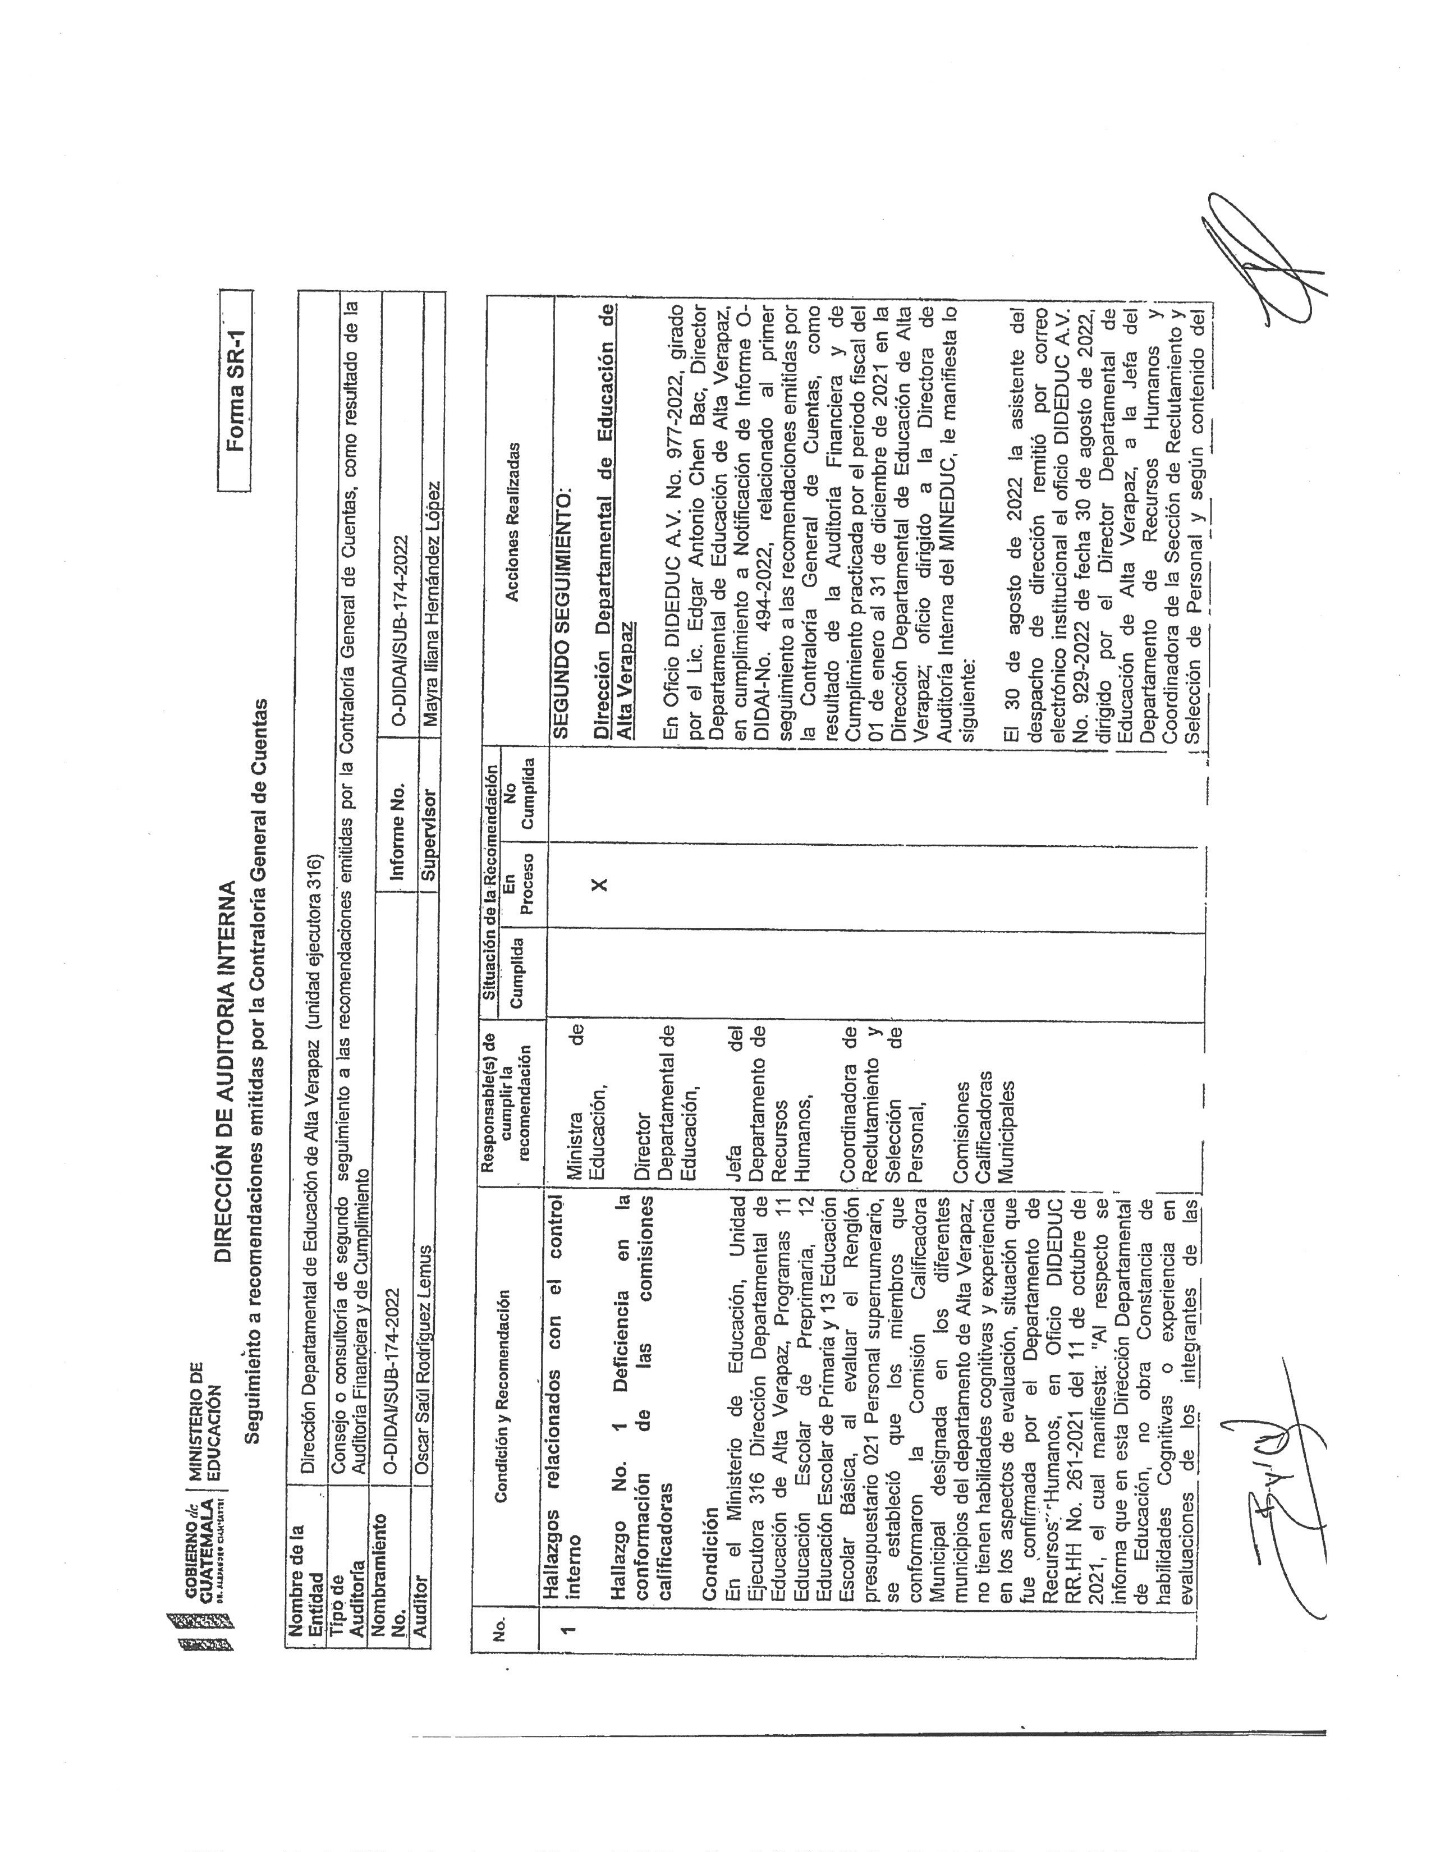 GOBIERNO de
GUATEMALA
DR. ALEJANDRO GIAMMATTEI
MINISTERIO DE
EDUCACIÓN
DIRECCIÓN DE AUDITORIA INTERNA
Seguimiento a recomendaciones emitidas por la Contraloría General de Cuentas
Forma SR-1
Nombre de la
Entidad
Dirección Departamental de Educación de Alta Verapaz (unidad ejecutora 316)
Tipo de
Auditoría
Consejo o consultoría de segundo seguimiento a las recomendaciones emitidas por la Contraloría General de Cuentas, como resultado de la
Auditoría Financiera y de Cumplimiento
Nombramiento
No.
O-DIDAI/SUB-174-2022
Informe No.
O-DIDAI/SUB-174-2022
Auditor
Oscar Saúl Rodríguez Lemus
Supervisor
Mayra Iliana Hernández López
No.
Condición y Recomendación
Responsable(s) de
cumplir la
recomendación
Situación de la Recomendación
Cumplida
En
Proceso
No
Cumplida
Acciones Realizadas
1
Hallazgos relacionados con el control
interno
Hallazgo No. 1 Deficiencia en la
conformación de las comisiones
calificadoras
Condición
En el Ministerio de Educación, Unidad
Ejecutora 316 Dirección Departamental de
Educación de Alta Verapaz, Programas 11
Educación Escolar de Preprimaria, 12
Educación Escolar de Primaria y 13 Educación
Escolar Básica, al evaluar el Renglón
presupuestario 021 Personal supernumerario,
se estableció que los miembros que
conformaron la Comisión Calificadora
Municipal designada en los diferentes
municipios del departamento de Alta Verapaz,
no tienen habilidades cognitivas y experiencia
en los aspectos de evaluación, situación que
fue confirmada por el Departamento de
Recursos Humanos, en Oficio DIDEDUC
RR.HH No. 261-2021 del 11 de octubre de
2021, el cual manifiesta: "Al respecto se
informa que en esta Dirección Departamental
de Educación, no obra Constancia de
habilidades Cognitivas o experiencia en
evaluaciones de los integrantes de las
Ministra de
Educación,
Director
Departamental de
Educación,
Jefa del
Departamento de
Recursos
Humanos,
Coordinadora de
Reclutamiento y
Selección de
Personal,
Comisiones
Calificadoras
Municipales
X
SEGUNDO SEGUIMIENTO:
Dirección Departamental de Educación de
Alta Verapaz
En Oficio DIDEDUC A.V. No. 977-2022, girado
por el Lic. Edgar Antonio Chen Bac, Director
Departamental de Educación de Alta Verapaz,
en cumplimiento a Notificación de Informe O-
DIDAI-No. 494-2022, relacionado al primer
seguimiento a las recomendaciones emitidas por
la Contraloría General de Cuentas, como
resultado de la Auditoría Financiera y de
Cumplimiento practicada por el periodo fiscal del
01 de enero al 31 de diciembre de 2021 en la
Dirección Departamental de Educación de Alta
Verapaz; oficio dirigido a la Directora de
Auditoría Interna del MINEDUC, le manifiesta lo
siguiente:
El 30 de agosto de 2022 la asistente del
despacho de dirección remitió por correo
electrónico institucional el oficio DIDEDUC A.V.
No. 929-2022 de fecha 30 de agosto de 2022,
dirigido por el Director Departamental de
Educación de Alta Verapaz, a la Jefa del
Departamento de Recursos Humanos y
Coordinadora de la Sección de Reclutamiento y
Selección de Personal y según contenido del